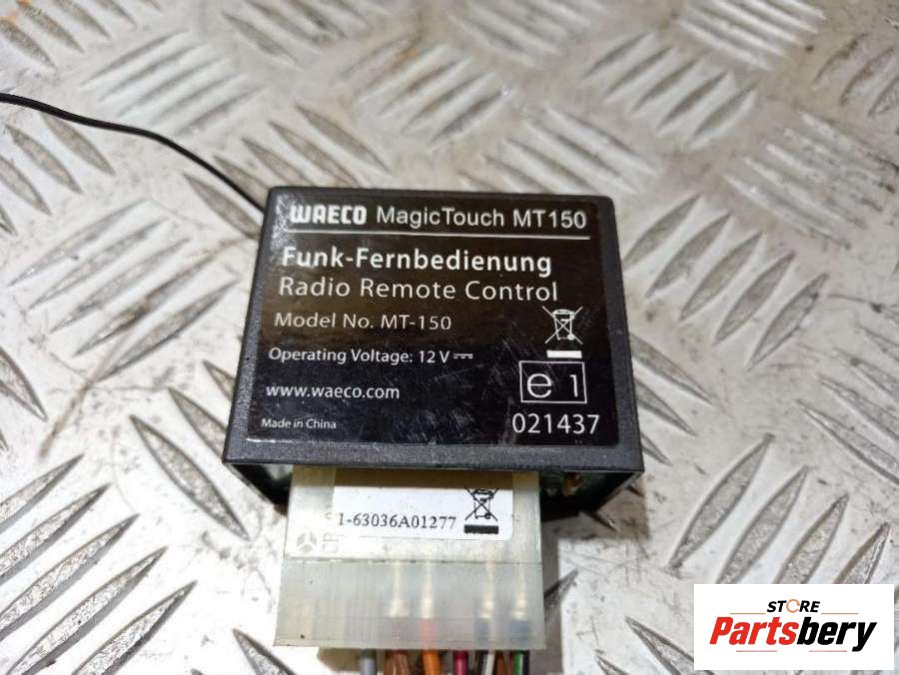 WAECO MagicTouch MT150
Funk-Fernbedienung
Radio Remote Control
Model No. MT-150
Operating Voltage: 12 V
www.waeco.com
e 1
Made in China
021437
1-63036A01277
STORE
Partsbery